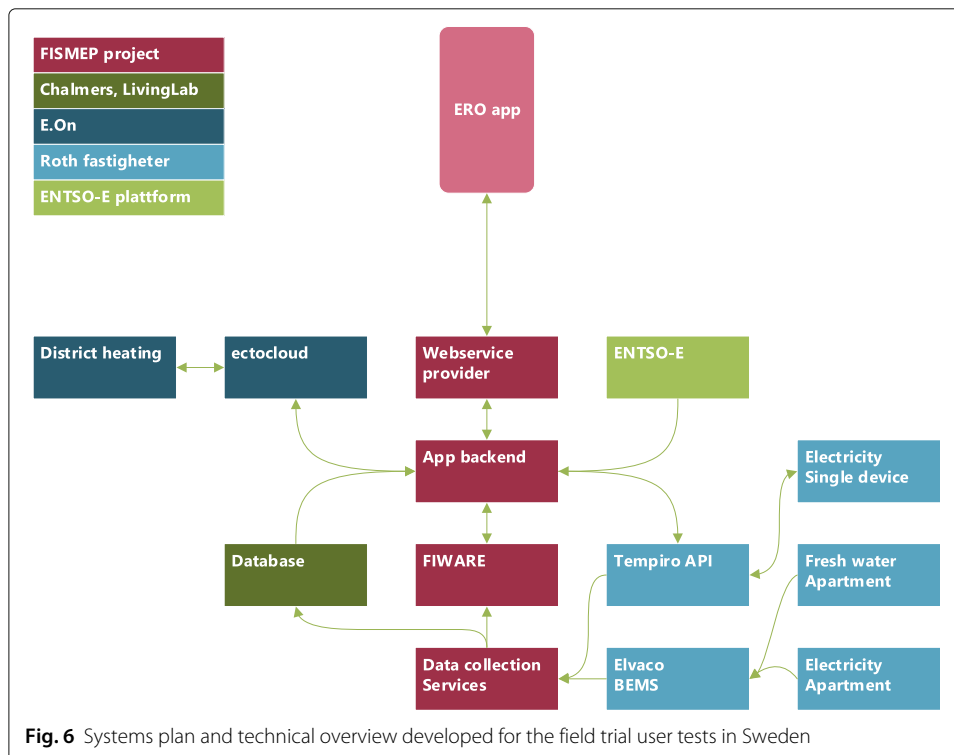 FISMEP project
Chalmers, LivingLab
E.On
Roth fastigheter
ENTSO-E plattform
ERO app
District heating
ectocloud
Webservice
provider
ENTSO-E
App backend
Electricity
Single device
Database
FIWARE
Tempiro API
Fresh water
Apartment
Data collection
Services
Elvaco
BEMS
Electricity
Apartment
Fig. 6 Systems plan and technical overview developed for the field trial user tests in Sweden